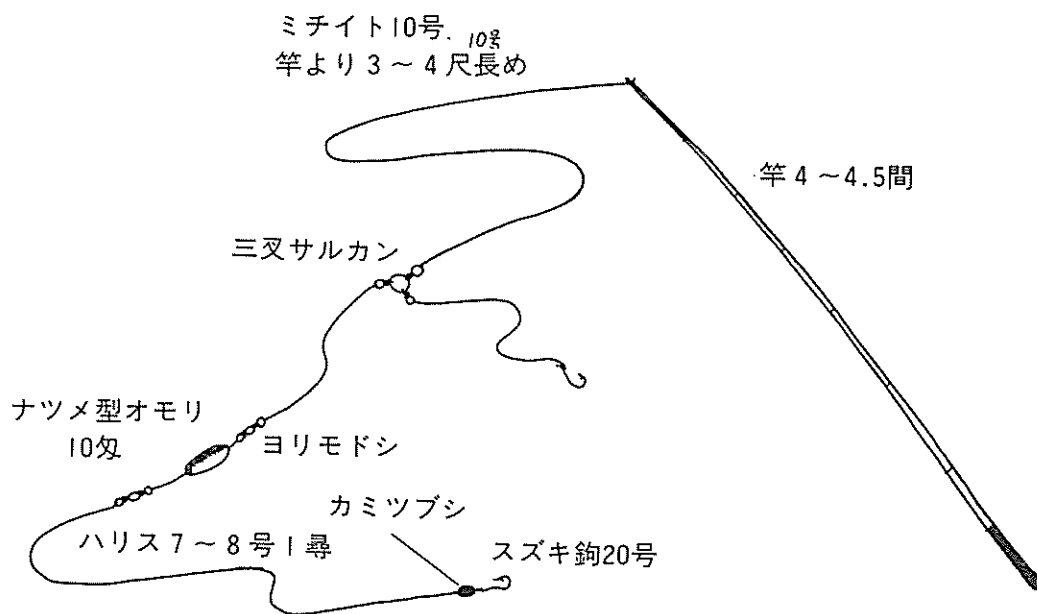 ミチイト10号. 10号
竿より3～4尺長め
竿4～4.5間
三叉サルカン
ナツメ型オモリ
10匁
ヨリモドシ
カミツブシ
ハリス7～8号1尋
スズキ鉤20号